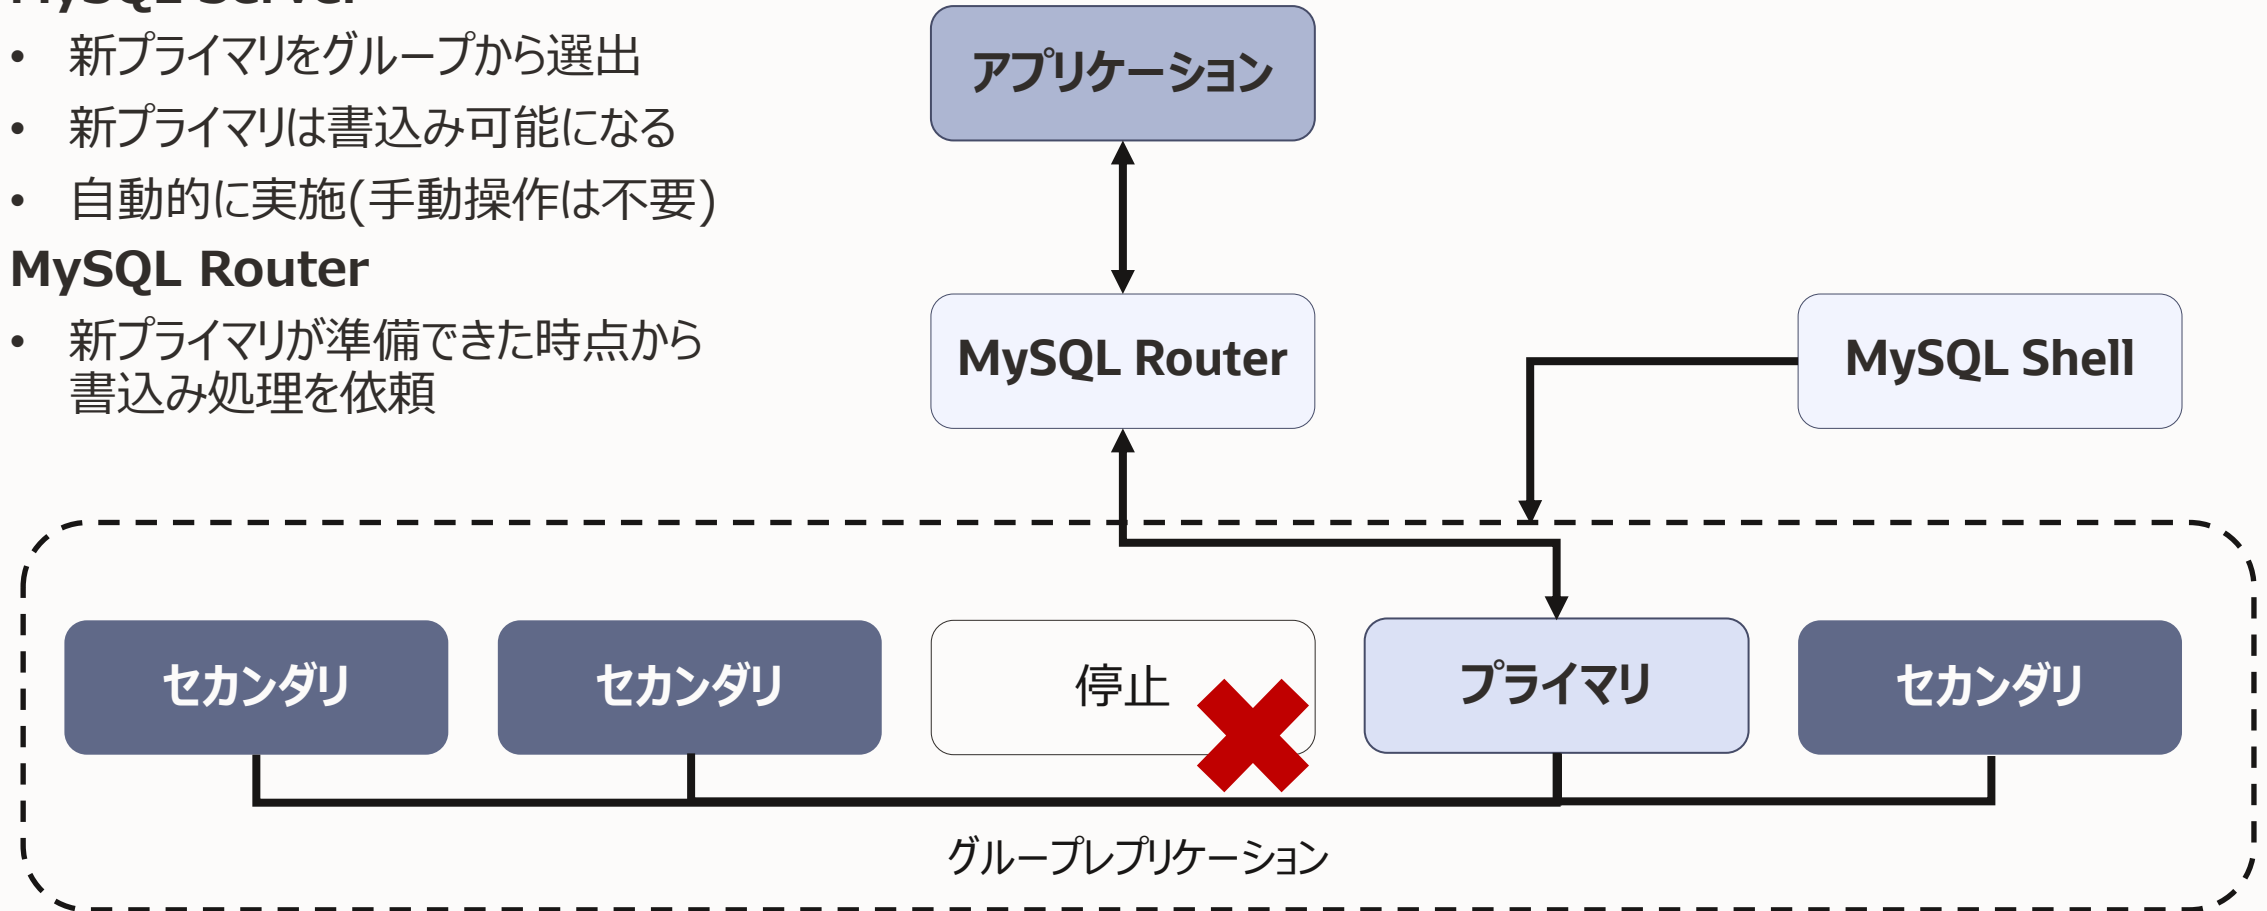 MySQL Server
• 新プライマリをグループから選出
• 新プライマリは書込み可能になる
• 自動的に実施(手動操作は不要)
MySQL Router
• 新プライマリが準備できた時点から
書込み処理を依頼
アプリケーション
MySQL Router
MySQL Shell
セカンダリ
セカンダリ
停止
プライマリ
セカンダリ
グループレプリケーション